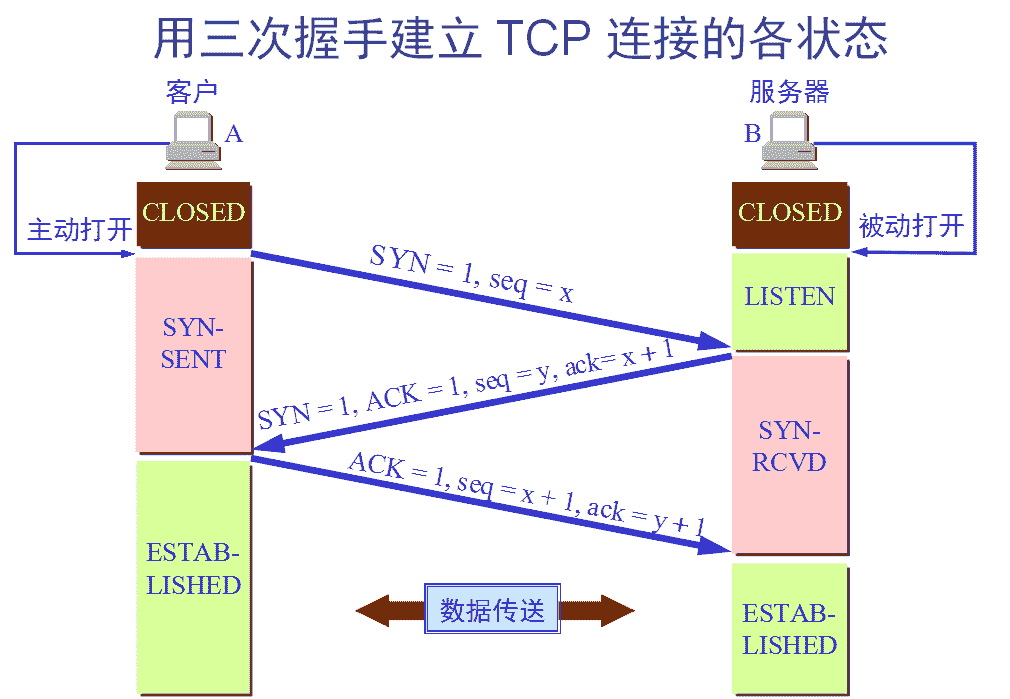 用三次握手建立 TCP 连接的各状态
客户
服务器
A
B
CLOSED
CLOSED
主动打开
被动打开
SYN = 1, seq = x
LISTEN
SYN-
SENT
SYN = 1, ACK = 1, seq = y, ack= x + 1
SYN-
RCVD
ACK = 1, seq = x + 1, ack = y + 1
ESTAB-
LISHED
数据传送
ESTAB-
LISHED